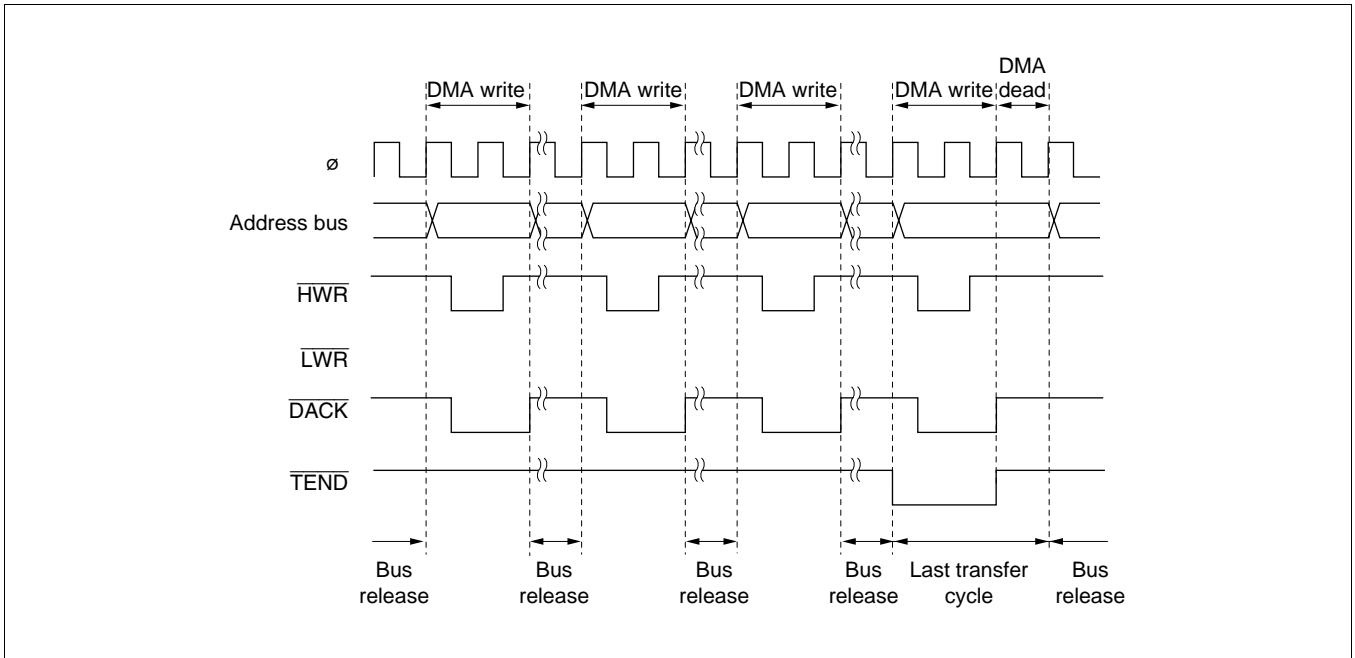 DMA
DMA write DMA write DMA write DMA write dead
ø
Address bus
HWR
LWR
DACK
TEND
Bus Bus Bus Bus Last transfer Bus
release release release release cycle release